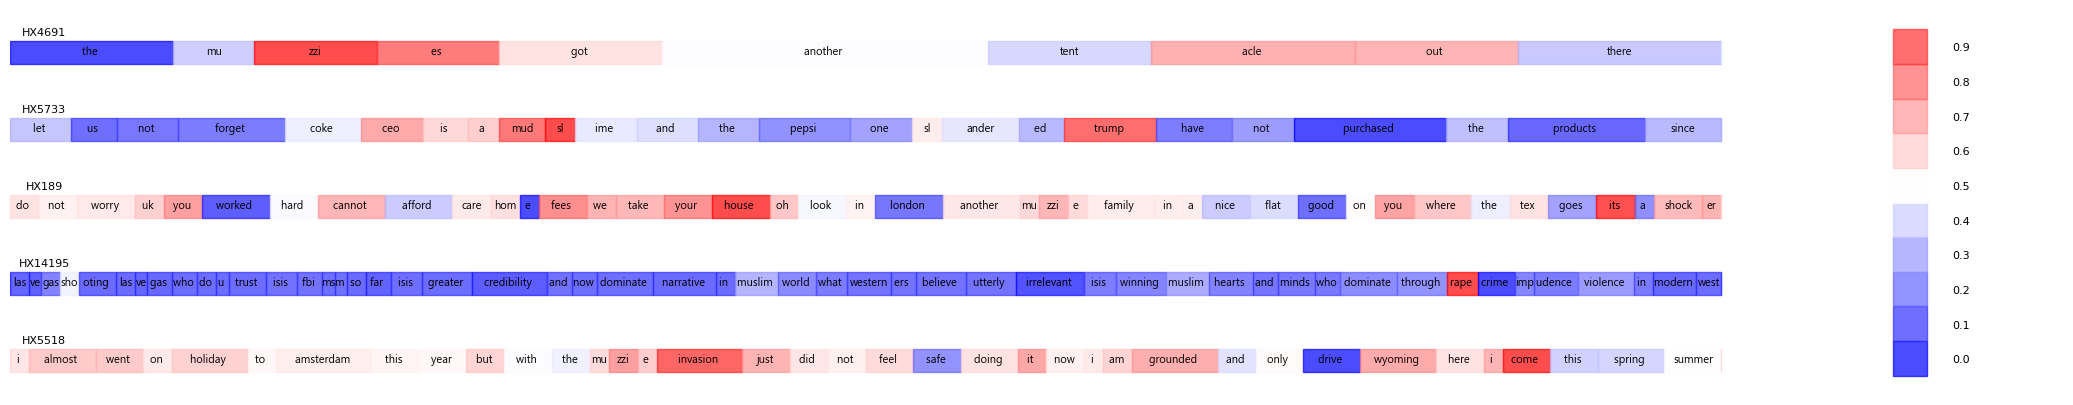 HX4691
the mu zzi es got another tent acle out there
HX5733
let us not forget coke ceo is a mud sl ime and the pepsi one sl ander ed trump have not purchased the products since
HX189
do not worry uk you worked hard cannot afford care hom e fees we take your house oh look in london another mu zzi e family in a nice flat good on you where the tex goes its a shock er
HX14195
las ve gas sho oting las ve gas who do u trust isis fbi msm so far isis greater credibility and now dominate narrative in muslim world what western ers believe utterly irrelevant isis winning muslim hearts and minds who dominate through rape crime imp udence violence in modern west
HX5518
i almost went on holiday to amsterdam this year but with the mu zzi e invasion just did not feel safe doing it now i am grounded and only drive wyoming here i come this spring summer
0.9
0.8
0.7
0.6
0.5
0.4
0.3
0.2
0.1
0.0